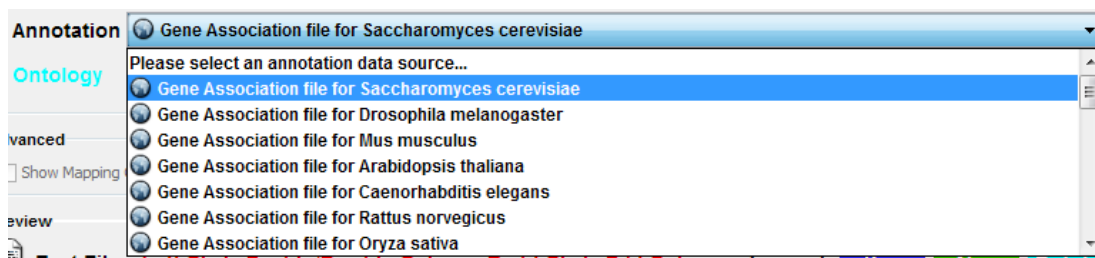 Annotation Gene Association file for Saccharomyces cerevisiae
Please select an annotation data source...
Ontology
Gene Association file for Saccharomyces cerevisiae
Gene Association file for Drosophila melanogaster
lvanced
Gene Association file for Mus musculus
Show Mapping
Gene Association file for Arabidopsis thaliana
Gene Association file for Caenorhabditis elegans
eview
Gene Association file for Rattus norvegicus
Gene Association file for Oryza sativa